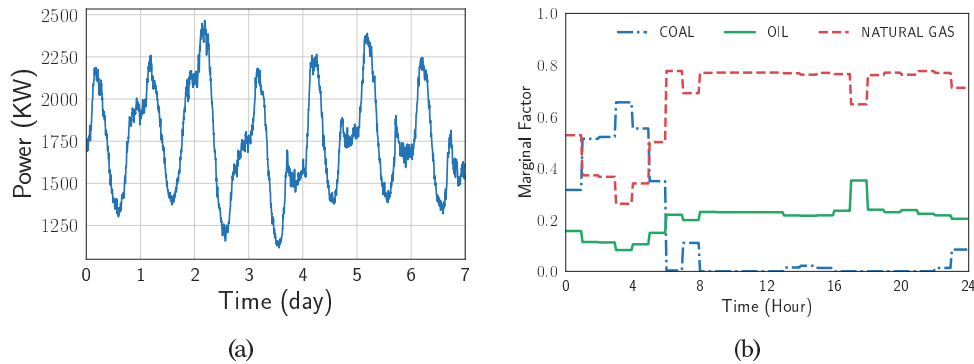 2500
2250
2000
1750
1500
1250
Power (KW)
0 1 2 3 4 5 6 7
Time (day)
(a)
1.0
0.8
0.6
0.4
0.2
0.0
Marginal Factor
COAL OIL NATURAL GAS
0 4 8 12 16 20 24
Time (Hour)
(b)